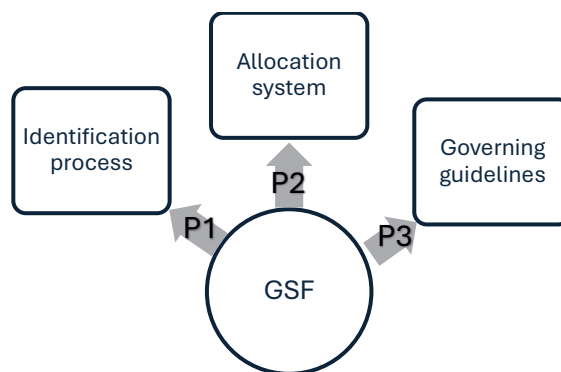 Allocation
system
Identification
process
Governing
guidelines
P1
P2
P3
GSF